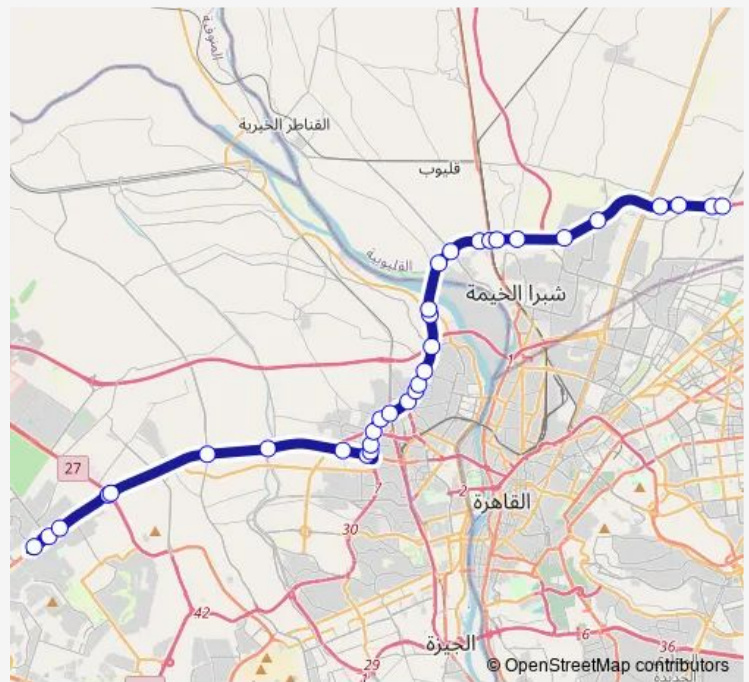 المنوفية
القناطر الخيرية
قليوب
القليوبية
شبرا الخيمة
1
27
7
2
القاهرة
30
42
6
الجيزة
36
29
© OpenStreetMap contributors